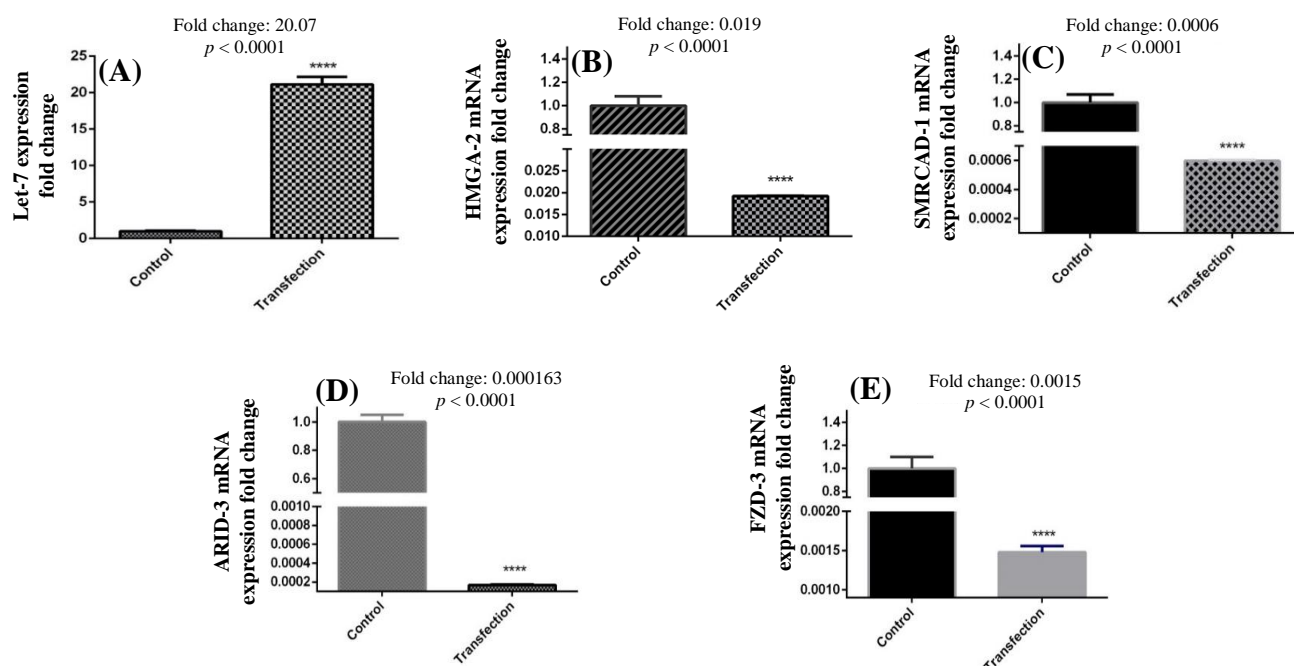 Fold change: 20.07
p < 0.0001
(A)
Let-7 expression
fold change
25
20
15
10
5
0
****
Control
Transfection
Fold change: 0.019
p < 0.0001
(B)
HMGA-2 mRNA
expression fold change
1.4
1.2
1.0
0.8
0.025
0.020
0.015
0.010
****
Control
Transfection
Fold change: 0.0006
p < 0.0001
(C)
SMRCAD-1 mRNA
expression fold change
1.4
1.2
1.0
0.8
0.0006
0.0004
0.0002
****
Control
Transfection
Fold change: 0.000163
p < 0.0001
(D)
ARID-3 mRNA
expression fold change
1.0
0.8
0.6
0.0010
0.0008
0.0006
0.0004
0.0002
****
Control
Transfection
Fold change: 0.0015
p < 0.0001
(E)
FZD-3 mRNA
expression fold change
1.4
1.2
1.0
0.8
0.0020
0.0015
0.0010
****
Control
Transfection